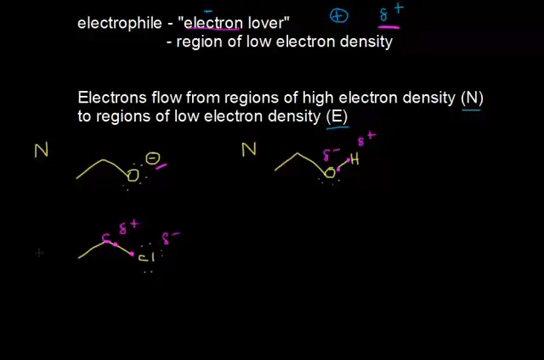 electrophile - "electron lover" ⊕ δ+
- region of low electron density
Electrons flow from regions of high electron density (N)
to regions of low electron density (E)
N O ⊖ N δ- O H δ+
C δ+ Cl δ-